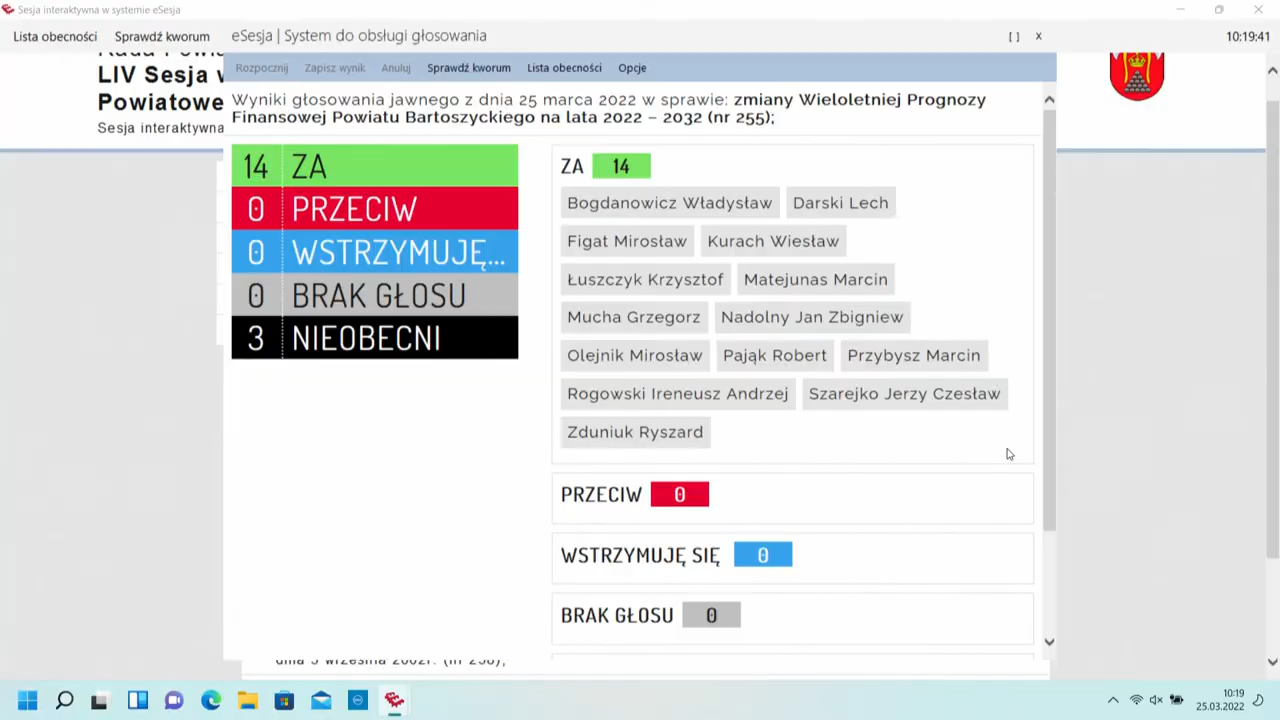 Sesja interaktywna w systemie eSesja
Lista obecności Sprawdź kworum
eSesja | System do obsługi głosowania
[ ] x
10:19:41
LIV Sesja w
Powiatowe
Sesja interaktywna
Rozpocznij Zapisz wynik Anuluj Sprawdź kworum Lista obecności Opcje
Wyniki głosowania jawnego z dnia 25 marca 2022 w sprawie: zmiany Wieloletniej Prognozy
Finansowej Powiatu Bartoszyckiego na lata 2022 – 2032 (nr 255);
14 ZA
0 PRZECIW
0 WSTRZYMUJĘ...
0 BRAK GŁOSU
3 NIEOBECNI
ZA 14
Bogdanowicz Władysław Darski Lech
Figat Mirosław Kurach Wiesław
Łuszczyk Krzysztof Matejunas Marcin
Mucha Grzegorz Nadolny Jan Zbigniew
Olejnik Mirosław Pająk Robert Przybysz Marcin
Rogowski Ireneusz Andrzej Szarejko Jerzy Czesław
Zduniuk Ryszard
PRZECIW 0
WSTRZYMUJĘ SIĘ 0
BRAK GŁOSU 0
10:19
25.03.2022